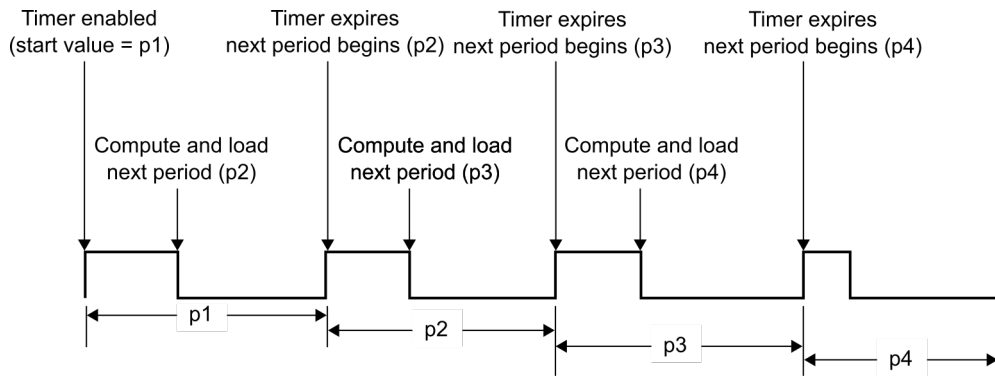 Timer enabled
(start value = p1)
Timer expires
next period begins (p2)
Timer expires
next period begins (p3)
Timer expires
next period begins (p4)
Compute and load
next period (p2)
Compute and load
next period (p3)
Compute and load
next period (p4)
p1
p2
p3
p4